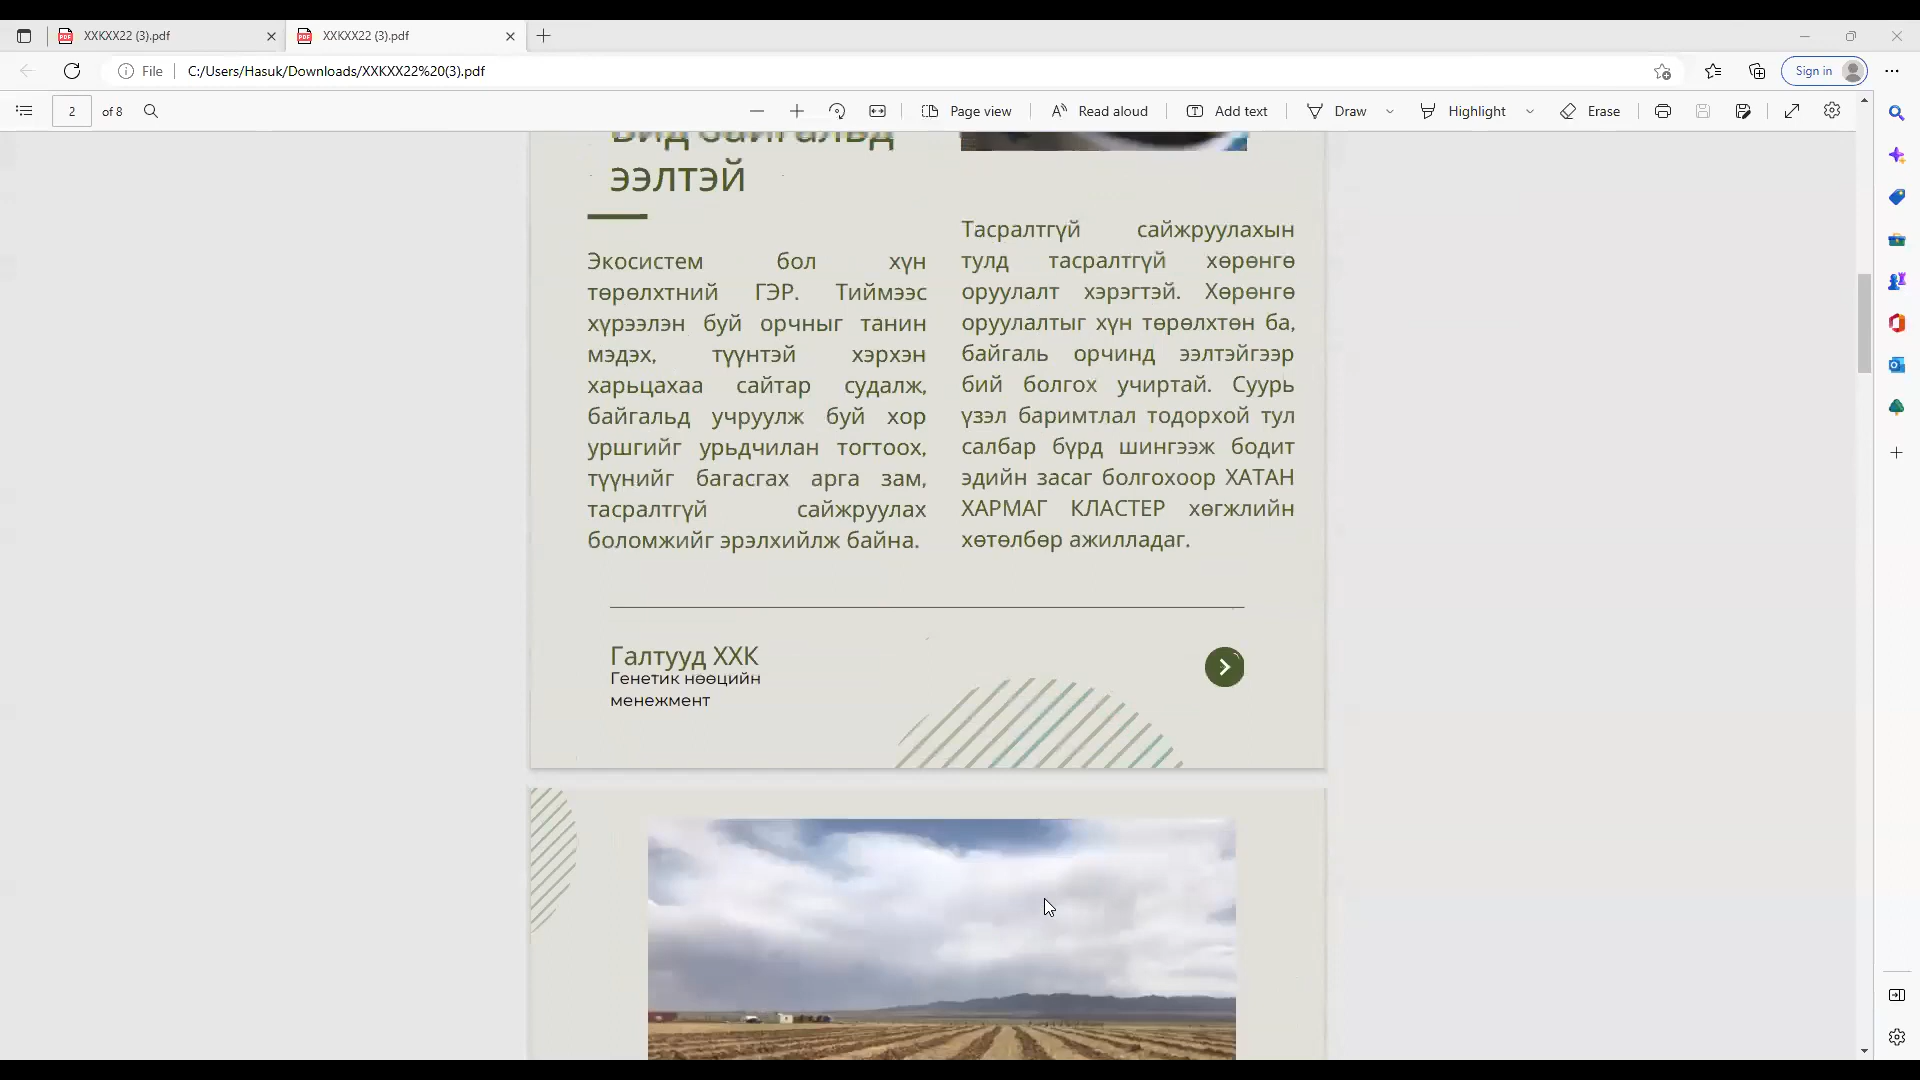 XXKXX22 (3).pdf
XXKXX22 (3).pdf
File
C:/Users/Hasuk/Downloads/XXKXX22%20(3).pdf
Sign in
2 of 8
Page view
Read aloud
Add text
Draw
Highlight
Erase
Бид байгальд
ээлтэй
Экосистем бол хүн
төрөлхтний ГЭР. Тиймээс
хүрээлэн буй орчныг танин
мэдэх, түүнтэй хэрхэн
харьцахаа сайтар судалж,
байгальд учруулж буй хор
уршгийг урьдчилан тогтоох,
түүнийг багасгах арга зам,
тасралтгүй сайжруулах
боломжийг эрэлхийлж байна.
Тасралтгүй сайжруулахын
тулд тасралтгүй хөрөнгө
оруулалт хэрэгтэй. Хөрөнгө
оруулалтыг хүн төрөлхтөн ба,
байгаль орчинд ээлтэйгээр
бий болгох учиртай. Суурь
үзэл баримтлал тодорхой тул
салбар бүрд шингээж бодит
эдийн засаг болгохоор ХАТАН
ХАРМАГ КЛАСТЕР хөгжлийн
хөтөлбөр ажилладаг.
Галтууд ХХК
Генетик нөөцийн
менежмент